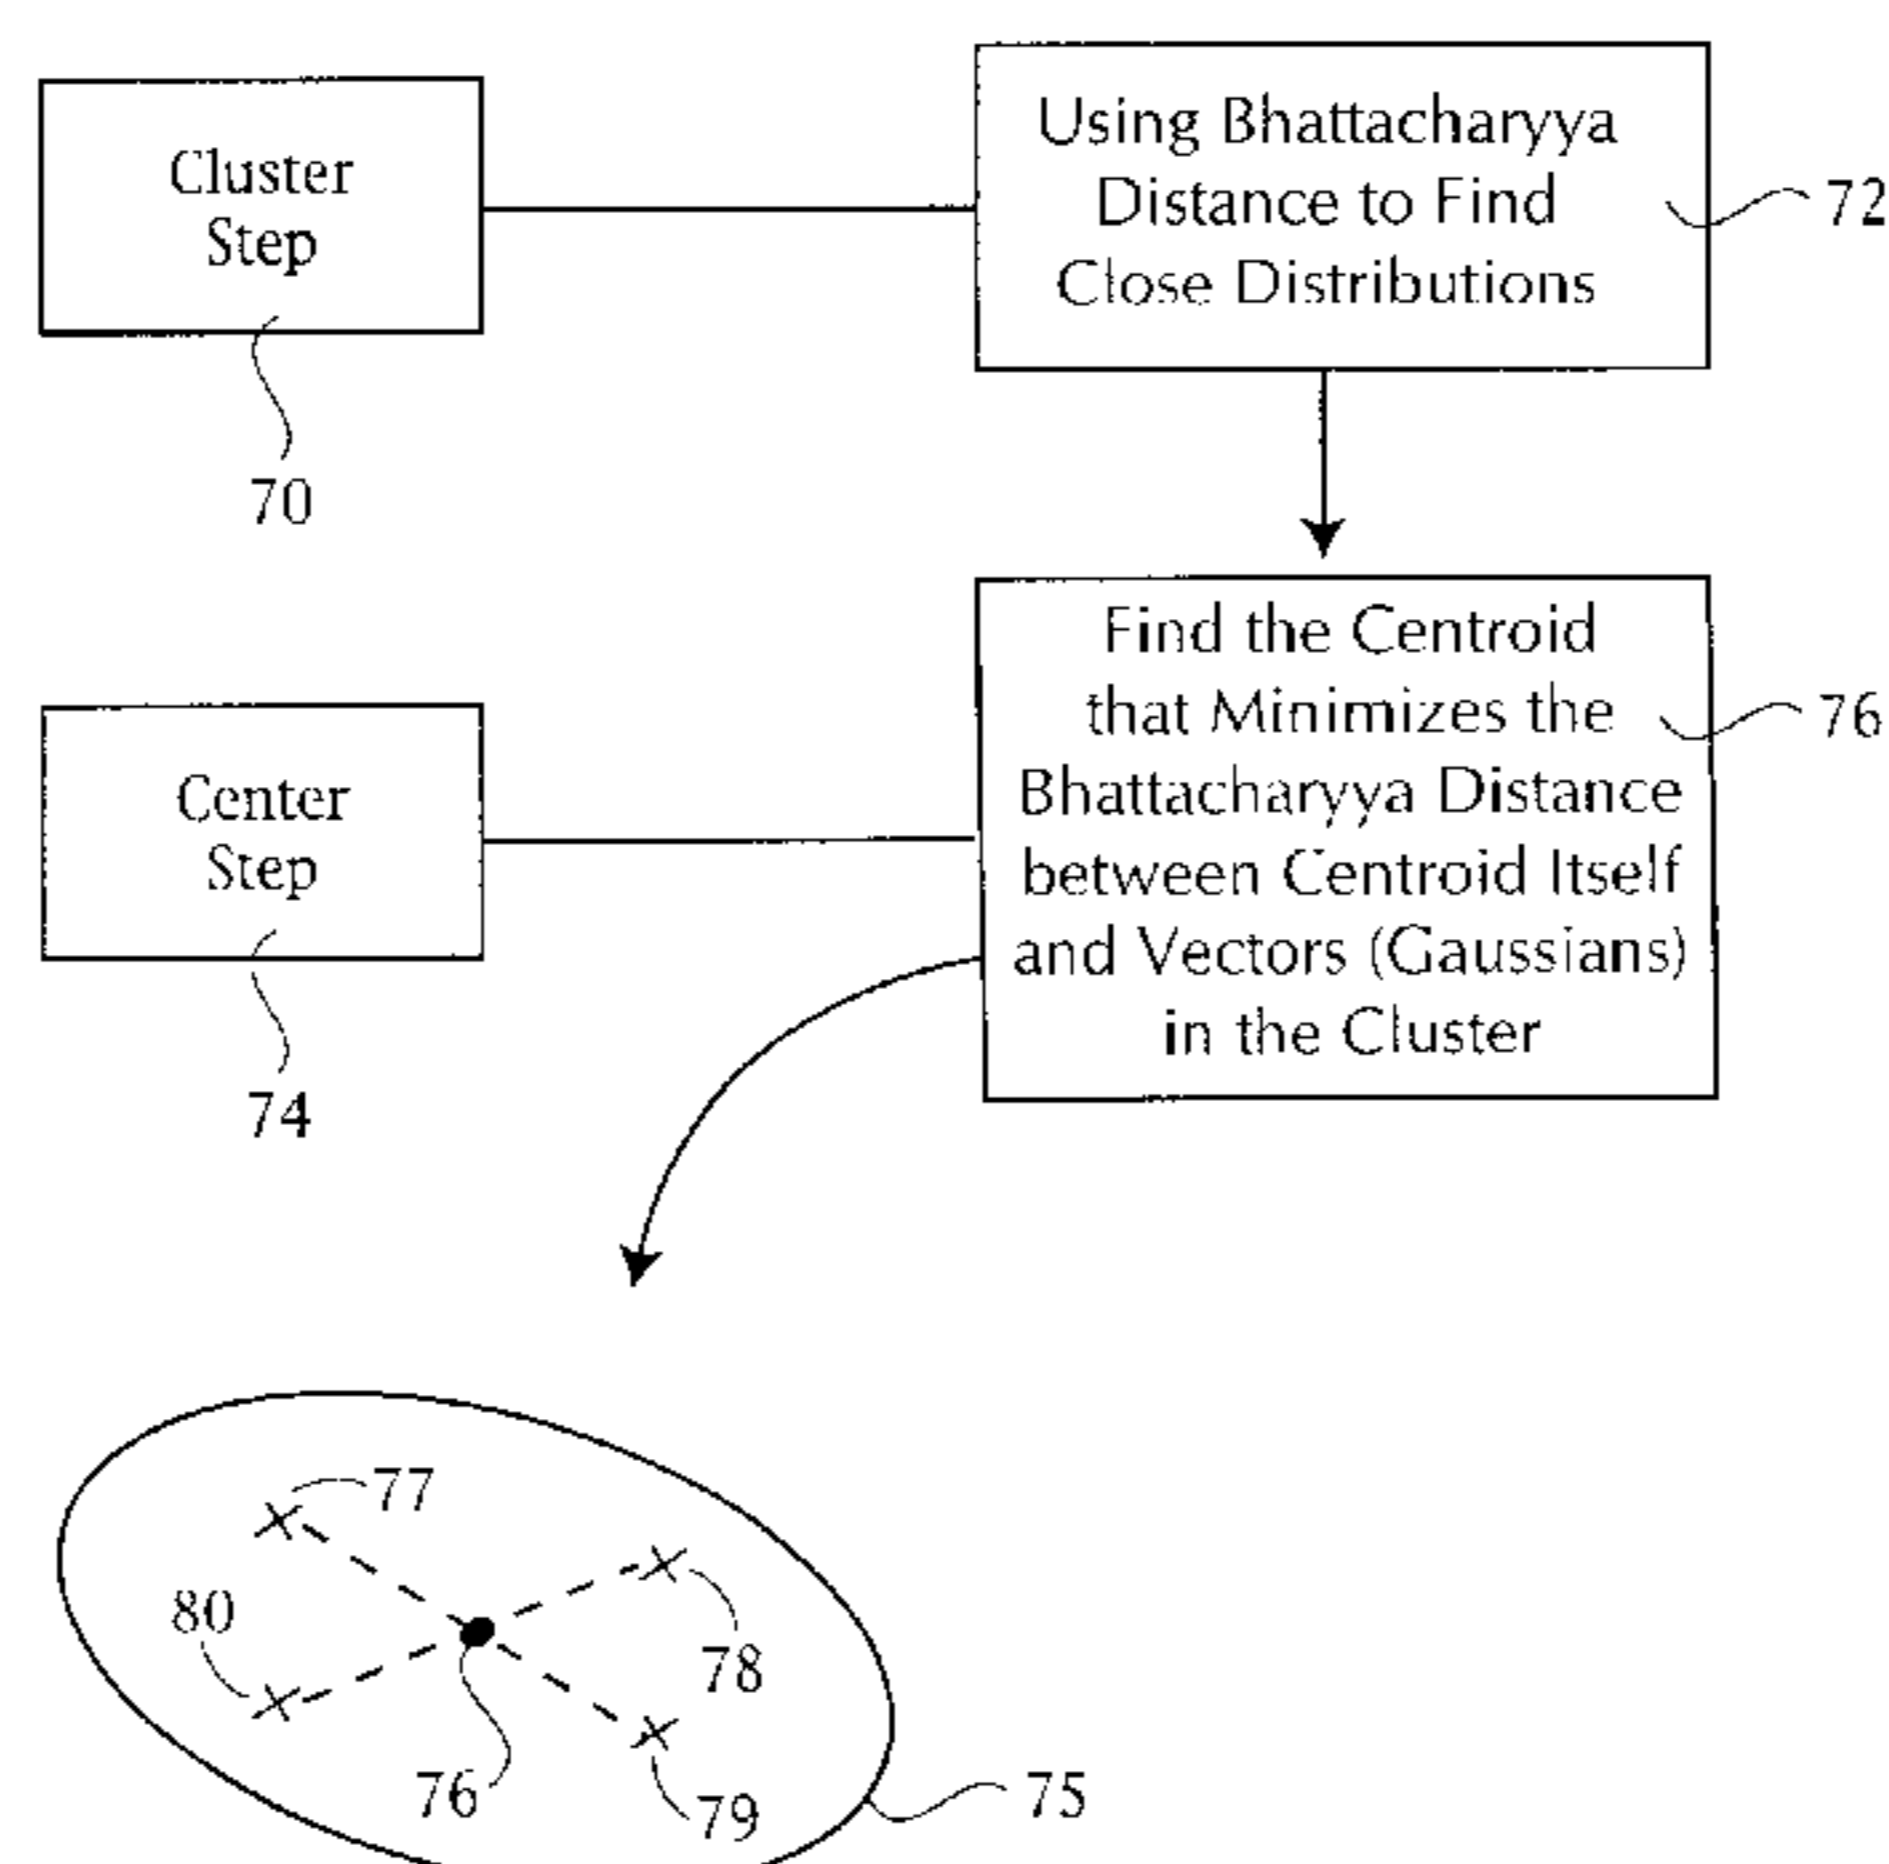 Cluster
Step
70
Using Bhattacharyya
Distance to Find
Close Distributions
72
Center
Step
74
Find the Centroid
that Minimizes the
Bhattacharyya Distance
between Centroid Itself
and Vectors (Gaussians)
in the Cluster
76
77
80
78
76
79
75